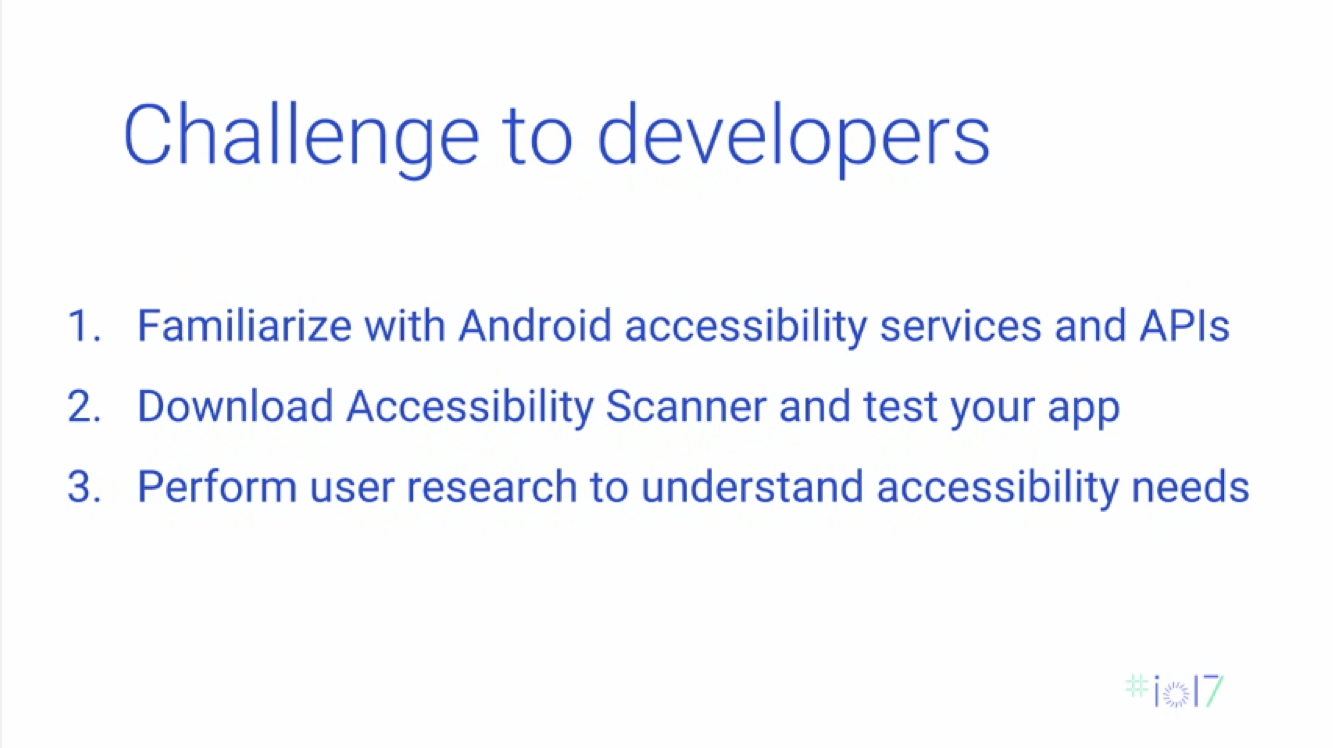 Challenge to developers
1. Familiarize with Android accessibility services and APIs
2. Download Accessibility Scanner and test your app
3. Perform user research to understand accessibility needs
#io17